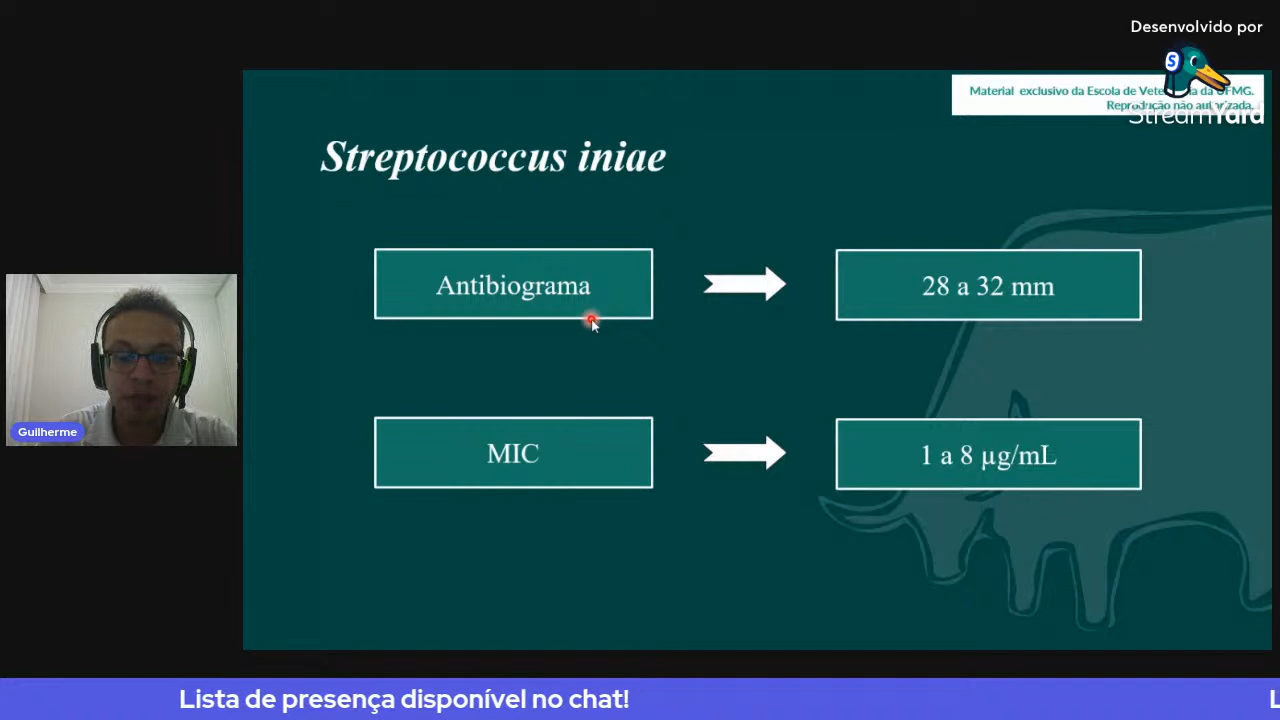 Desenvolvido por
S
Material exclusivo da Escola de Veterinária da UFMG.
Reprodução não autorizada.
StreamYard
Streptococcus iniae
Antibiograma
28 a 32 mm
MIC
1 a 8 µg/mL
Guilherme
Lista de presença disponível no chat!
L